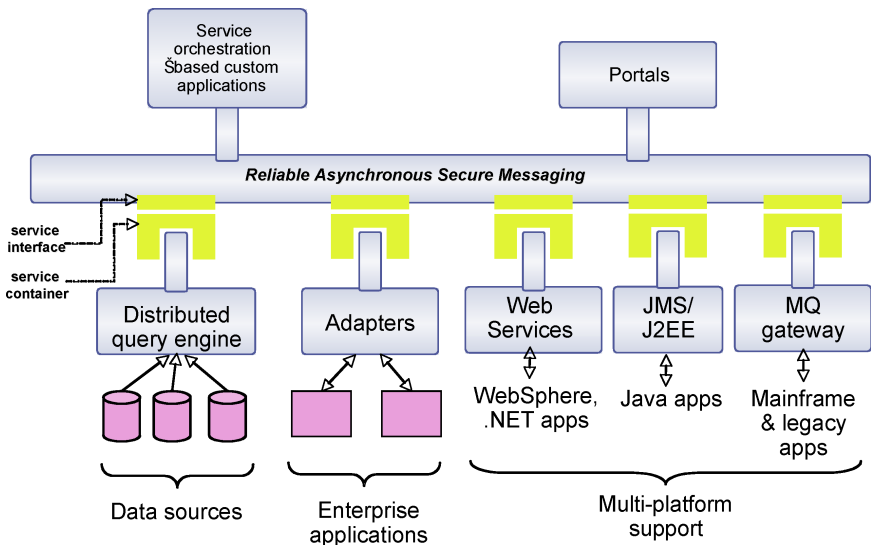 Service
orchestration
Šbased custom
applications
Portals
Reliable Asynchronous Secure Messaging
service
interface
service
container
Distributed
query engine
Adapters
Web
Services
JMS/
J2EE
MQ
gateway
WebSphere,
.NET apps
Java apps
Mainframe
& legacy
apps
Data sources
Enterprise
applications
Multi-platform
support